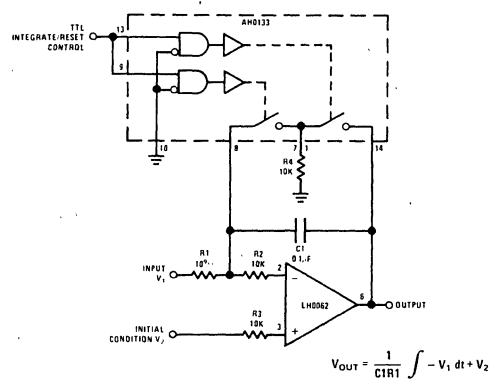 AH0133
TTL
INTEGRATE/RESET
CONTROL
13
9
10
8
7
1
14
R4
10K
C1
R1
R2
10K
INPUT
V1
2
−
LH0062
6
OUTPUT
R3
10K
3
+
INITIAL
CONDITION
VOUT = 1/C1R1 ∫ − V1 dt + V2